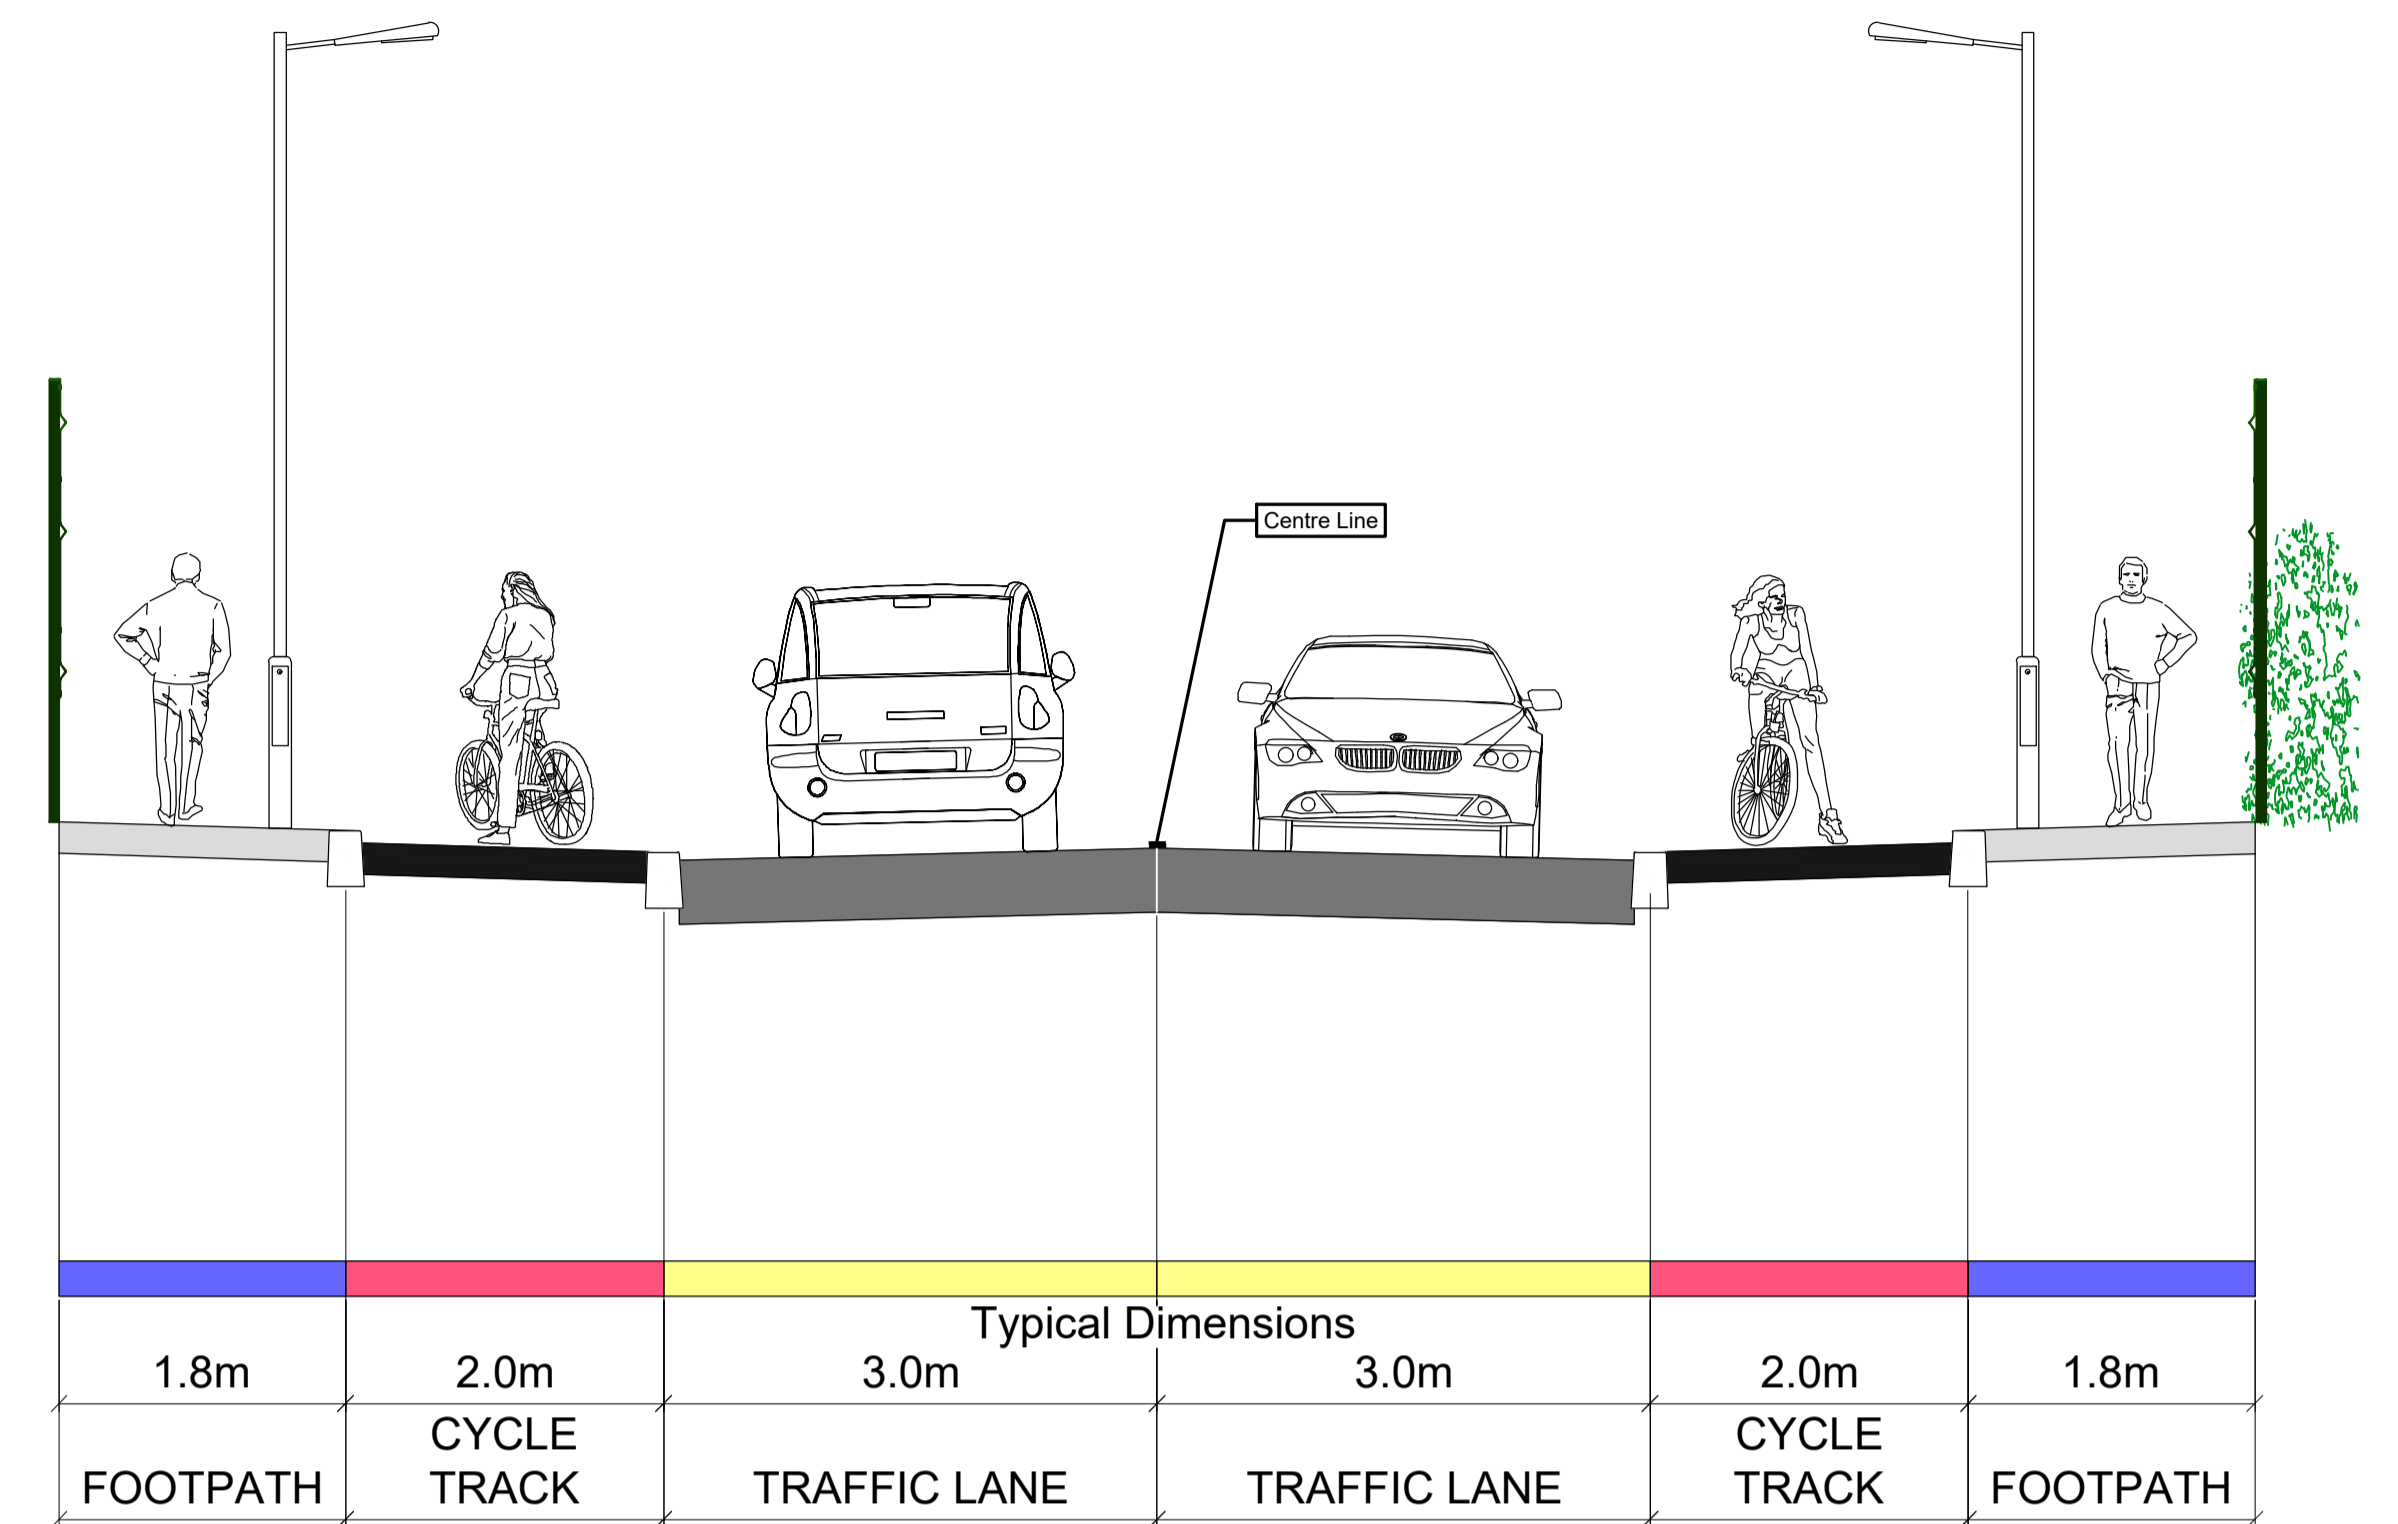 Centre Line
Typical Dimensions
1.8m 2.0m 3.0m 3.0m 2.0m 1.8m
CYCLE CYCLE
FOOTPATH TRACK TRAFFIC LANE TRAFFIC LANE TRACK FOOTPATH